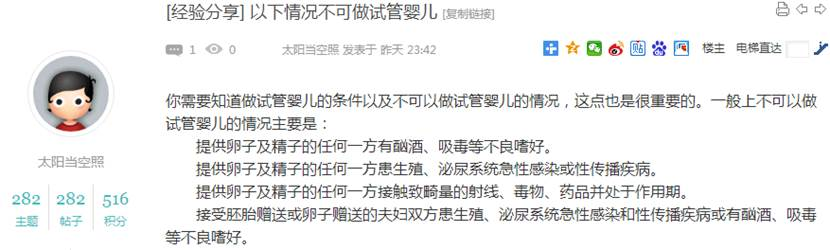 [经验分享] 以下情况不可做试管婴儿 [复制链接]
1 0 太阳当空照 发表于 昨天 23:42 贴 楼主 电梯直达
你需要知道做试管婴儿的条件以及不可以做试管婴儿的情况，这点也是很重要的。一般上不可以做
试管婴儿的情况主要是：
提供卵子及精子的任何一方有酗酒、吸毒等不良嗜好。
提供卵子及精子的任何一方患生殖、泌尿系统急性感染或性传播疾病。
提供卵子及精子的任何一方接触致畸量的射线、毒物、药品并处于作用期。
接受胚胎赠送或卵子赠送的夫妇双方患生殖、泌尿系统急性感染和性传播疾病或有酗酒、吸毒
等不良嗜好。
太阳当空照
282 282 516
主题 帖子 积分